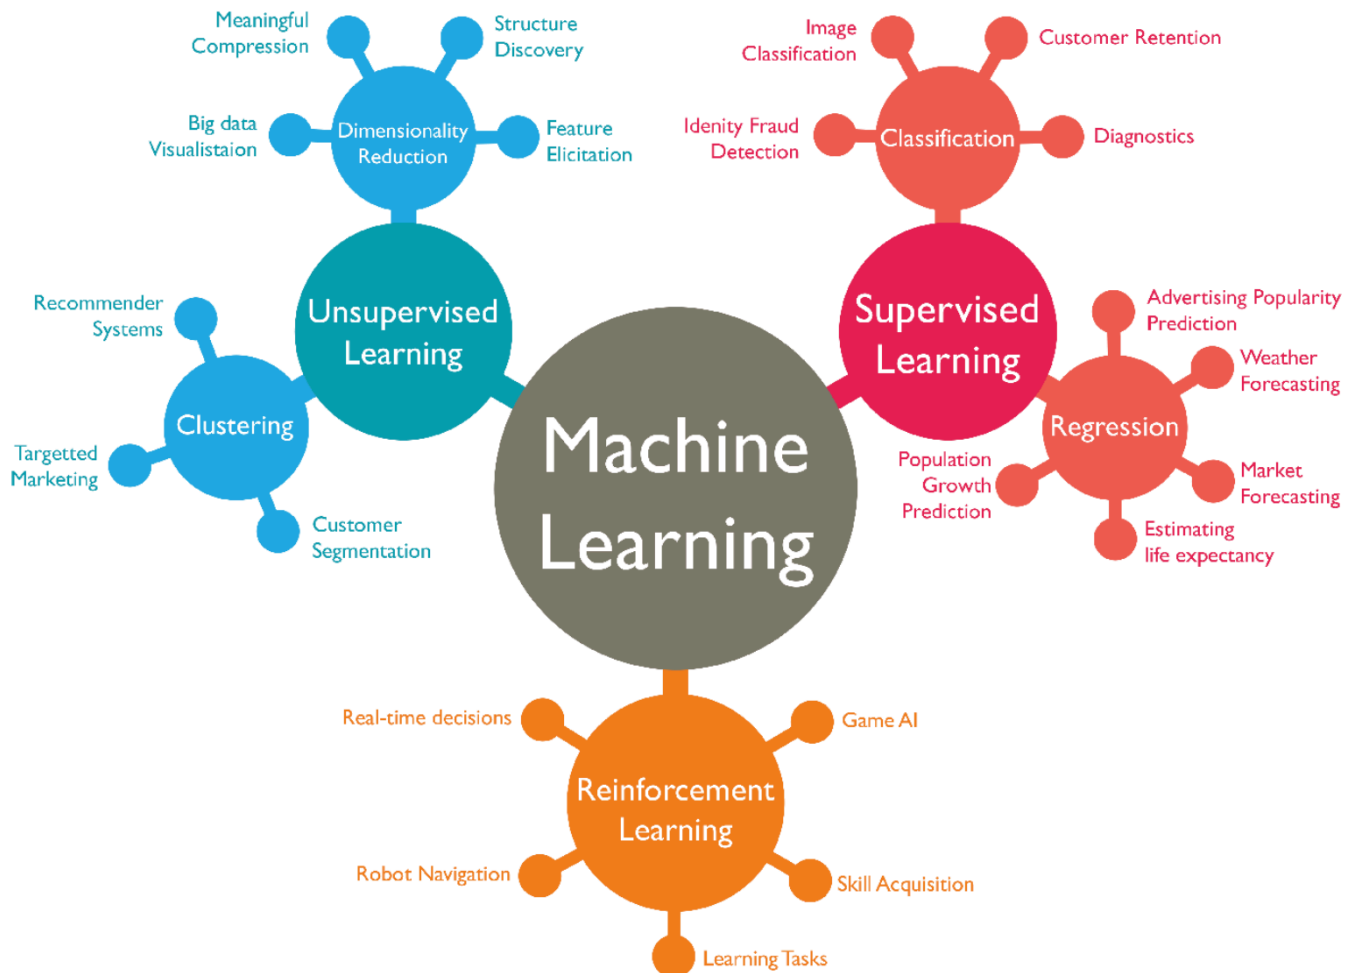 Meaningful
Compression
Structure
Discovery
Big data
Visualistaion
Dimensionality
Reduction
Feature
Elicitation
Image
Classification
Customer Retention
Idenity Fraud
Detection
Classification
Diagnostics
Recommender
Systems
Unsupervised
Learning
Clustering
Targetted
Marketing
Customer
Segmentation
Supervised
Learning
Advertising Popularity
Prediction
Weather
Forecasting
Regression
Population
Growth
Prediction
Market
Forecasting
Estimating
life expectancy
Machine
Learning
Real-time decisions
Game AI
Reinforcement
Learning
Robot Navigation
Skill Acquisition
Learning Tasks